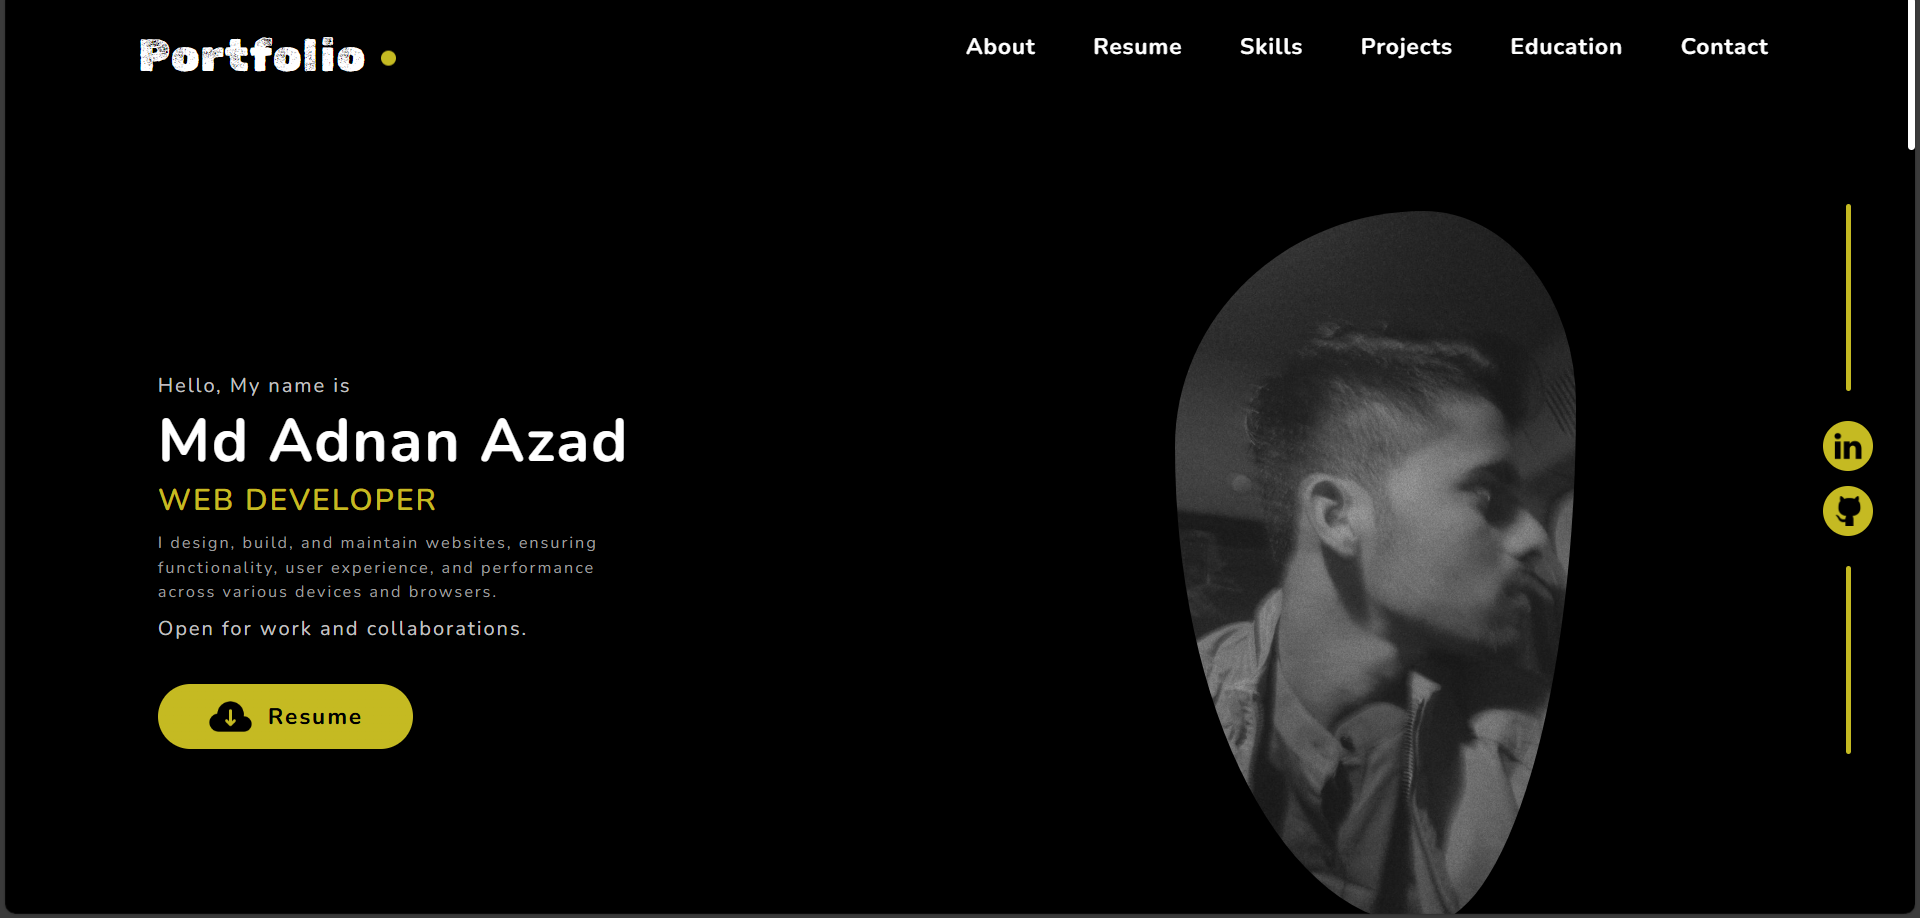 Portfolio
About Resume Skills Projects Education Contact
Hello, My name is
Md Adnan Azad
WEB DEVELOPER
I design, build, and maintain websites, ensuring
functionality, user experience, and performance
across various devices and browsers.
Open for work and collaborations.
in
Resume